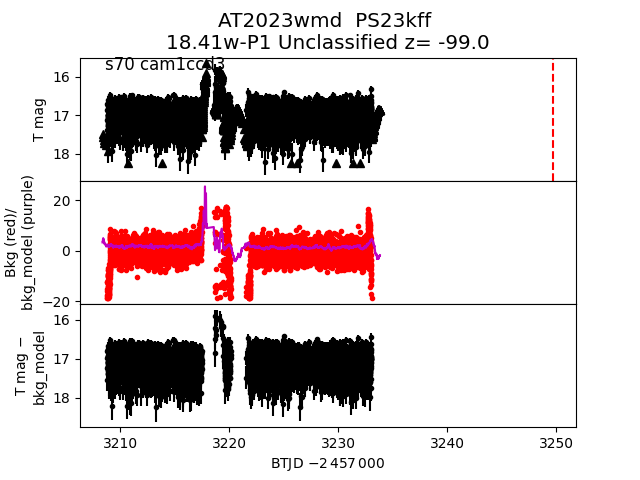 AT2023wmd  PS23kff
18.41w-P1 Unclassified z= -99.0
s70 cam1ccd3
16
17
18
T mag
20
0
−20
Bkg (red)/
bkg_model (purple)
16
17
18
T mag −
bkg_model
3210
3220
3230
3240
3250
BTJD −2 457 000